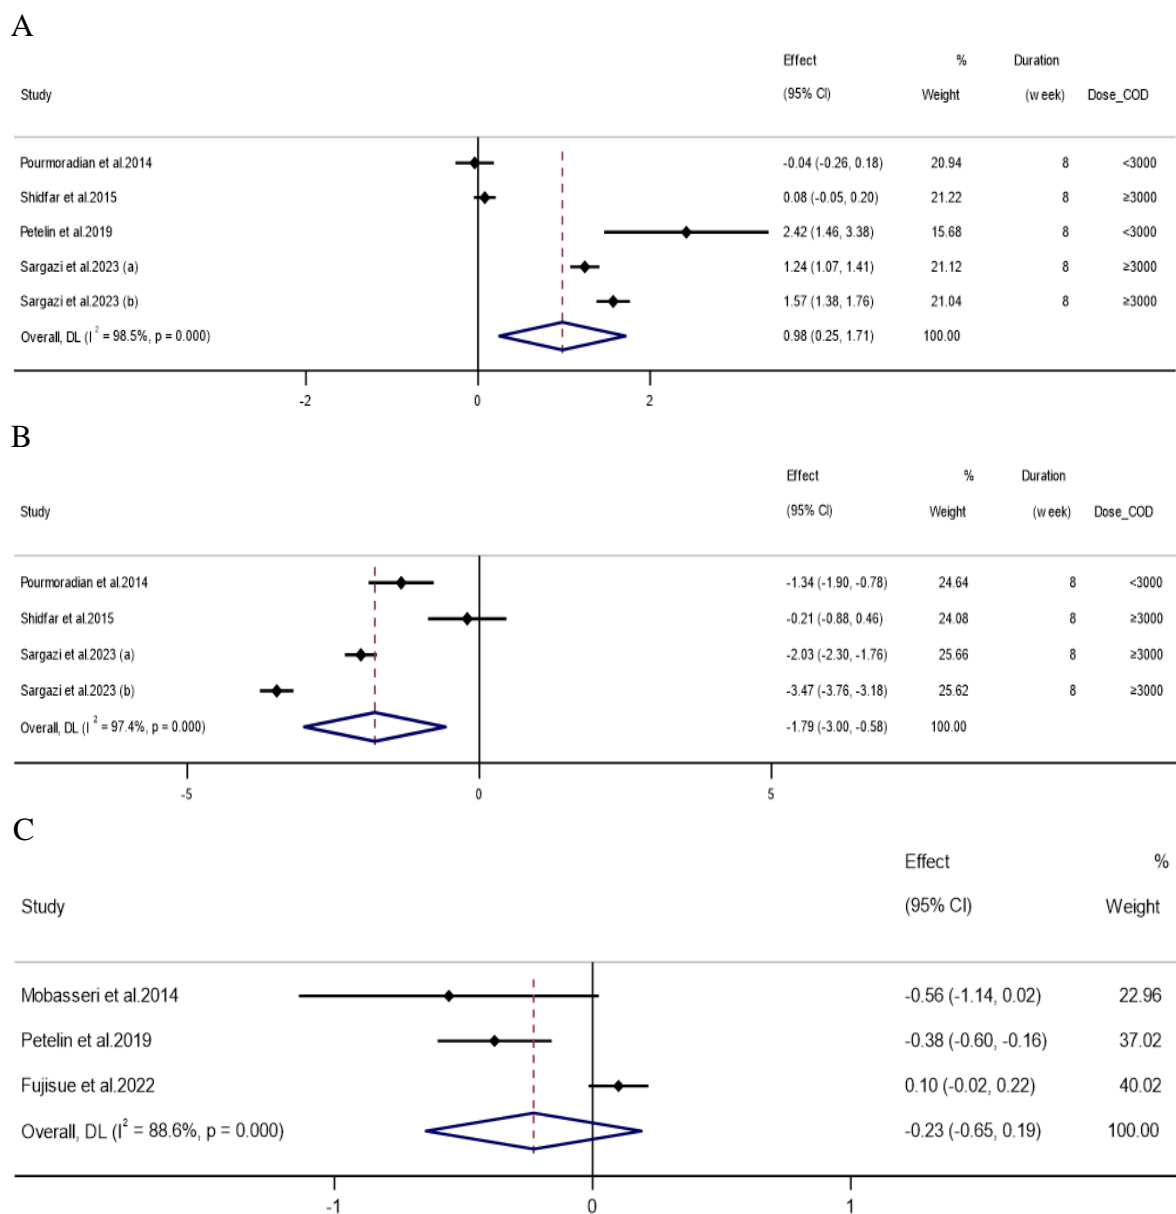 A
Effect % Duration
Study (95% CI) Weight (week) Dose_COD
Pourmoradian et al.2014 -0.04 (-0.26, 0.18) 20.94 8 <3000
Shidfar et al.2015 0.08 (-0.05, 0.20) 21.22 8 ≥3000
Petelin et al.2019 2.42 (1.46, 3.38) 15.68 8 <3000
Sargazi et al.2023 (a) 1.24 (1.07, 1.41) 21.12 8 ≥3000
Sargazi et al.2023 (b) 1.57 (1.38, 1.76) 21.04 8 ≥3000
Overall, DL (I² = 98.5%, p = 0.000) 0.98 (0.25, 1.71) 100.00
-2 0 2
B
Effect % Duration
Study (95% CI) Weight (week) Dose_COD
Pourmoradian et al.2014 -1.34 (-1.90, -0.78) 24.64 8 <3000
Shidfar et al.2015 -0.21 (-0.88, 0.46) 24.08 8 ≥3000
Sargazi et al.2023 (a) -2.03 (-2.30, -1.76) 25.66 8 ≥3000
Sargazi et al.2023 (b) -3.47 (-3.76, -3.18) 25.62 8 ≥3000
Overall, DL (I² = 97.4%, p = 0.000) -1.79 (-3.00, -0.58) 100.00
-5 0 5
C
Effect %
Study (95% CI) Weight
Mobasseri et al.2014 -0.56 (-1.14, 0.02) 22.96
Petelin et al.2019 -0.38 (-0.60, -0.16) 37.02
Fujisue et al.2022 0.10 (-0.02, 0.22) 40.02
Overall, DL (I² = 88.6%, p = 0.000) -0.23 (-0.65, 0.19) 100.00
-1 0 1